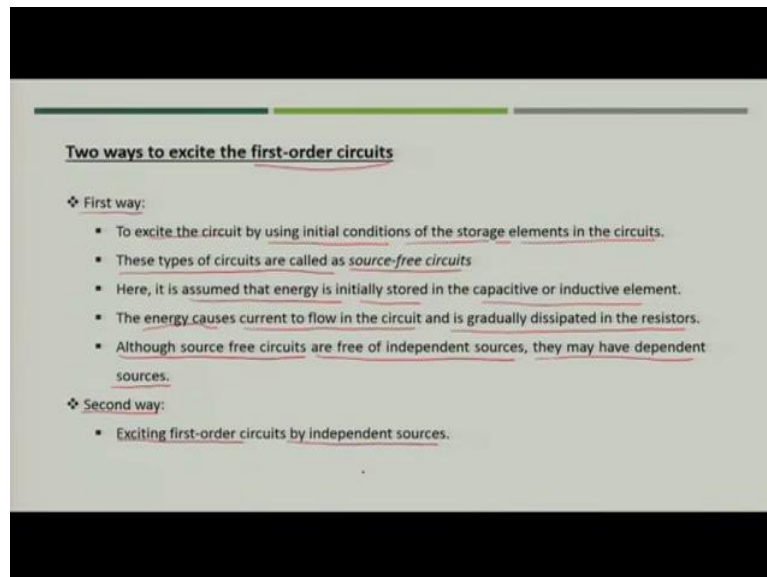 Two ways to excite the first-order circuits
❖ First way:
▪ To excite the circuit by using initial conditions of the storage elements in the circuits.
▪ These types of circuits are called as source-free circuits
▪ Here, it is assumed that energy is initially stored in the capacitive or inductive element.
▪ The energy causes current to flow in the circuit and is gradually dissipated in the resistors.
▪ Although source free circuits are free of independent sources, they may have dependent
sources.
❖ Second way:
▪ Exciting first-order circuits by independent sources.